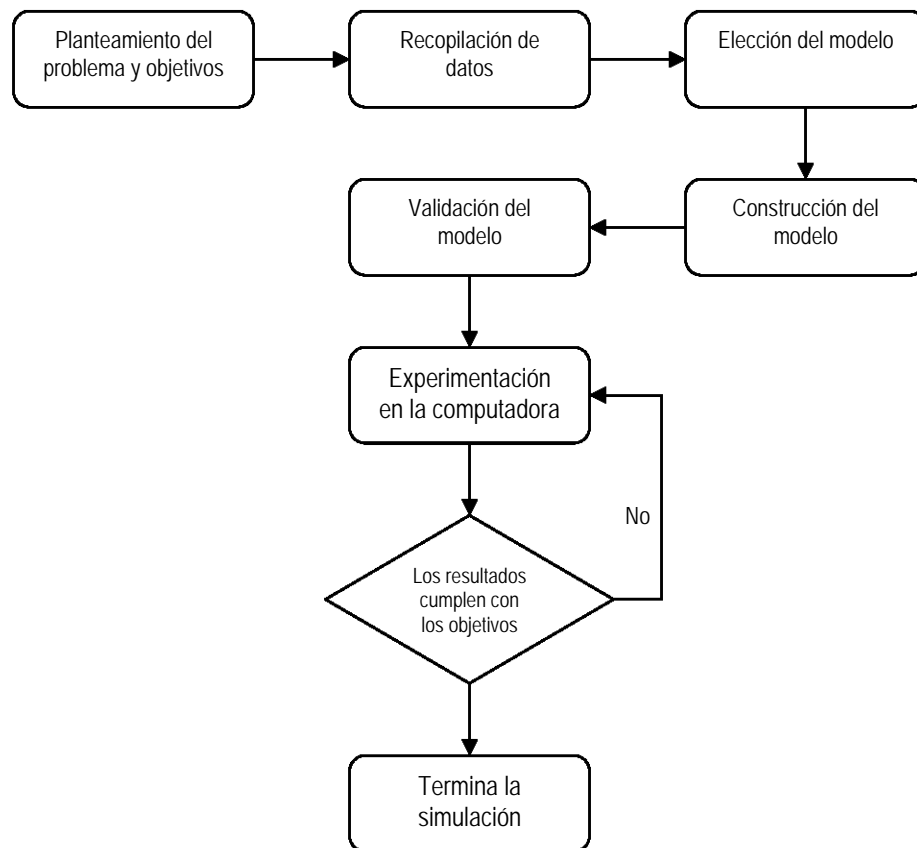 Planteamiento del
problema y objetivos
Recopilación de
datos
Elección del modelo
Construcción del
modelo
Validación del
modelo
Experimentación
en la computadora
No
Los resultados
cumplen con
los objetivos
Termina la
simulación